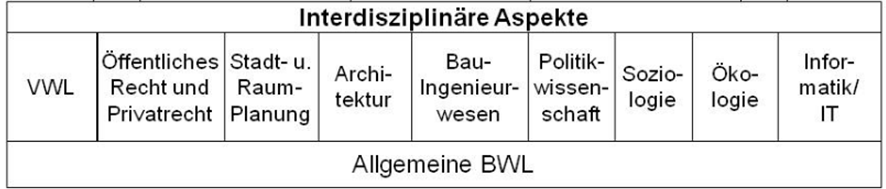 Interdisziplinäre Aspekte
VWL
Öffentliches
Recht und
Privatrecht
Stadt- u.
Raum-
Planung
Archi-
tektur
Bau-
Ingenieur-
wesen
Politik-
wissen-
schaft
Sozio-
logie
Öko-
logie
Infor-
matik/
IT
Allgemeine BWL